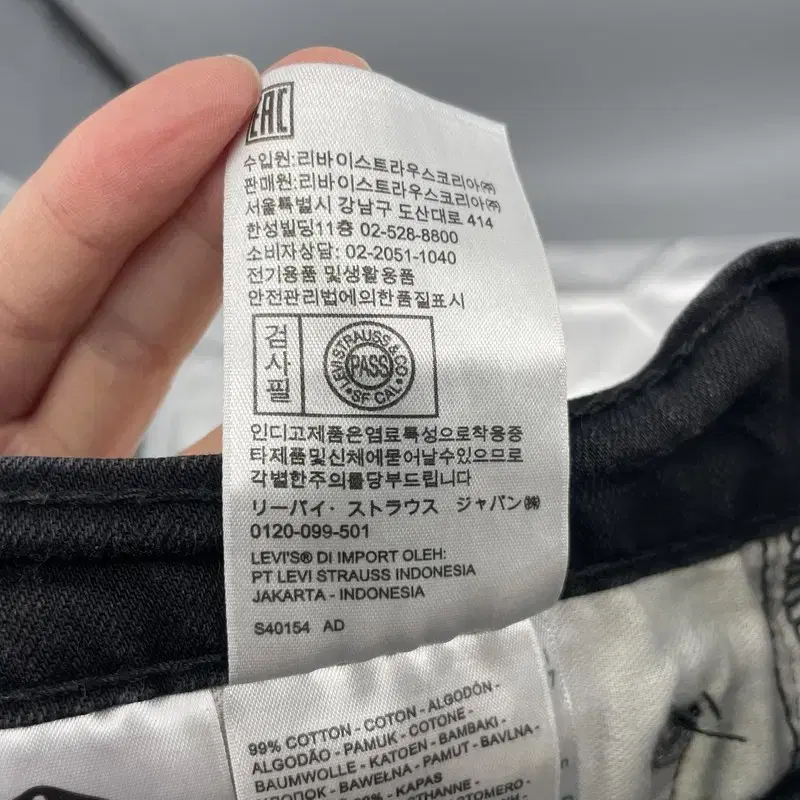 EAC
수입원:리바이스트라우스코리아㈜
판매원:리바이스트라우스코리아㈜
서울특별시 강남구 도산대로 414
한성빌딩11층 02-528-8800
소비자상담: 02-2051-1040
전기용품 및생활용품
안전관리법에의한품질표시
검사필
LEVI STRAUSS & CO
PASS
SF CAL
인디고제품은염료특성으로착용중
타제품및신체에묻어날수있으므로
각별한주의를당부드립니다
リーバイ・ストラウス ジャパン㈱
0120-099-501
LEVI'S® DI IMPORT OLEH:
PT LEVI STRAUSS INDONESIA
JAKARTA - INDONESIA
S40154 AD
99% COTTON - COTON - ALGODÓN -
ALGODÃO - PAMUK - COTONE -
BAUMWOLLE - KATOEN - BAMBAKI -
ХЛОПОК - BAWEŁNA - PAMUT - BAVLNA -
KAPAS